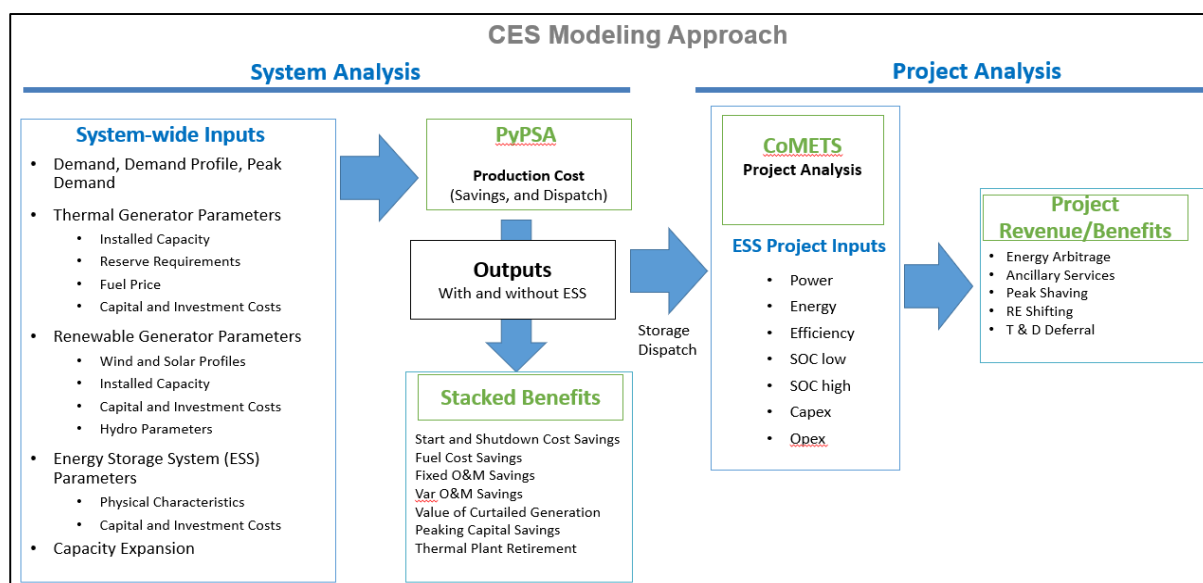 CES Modeling Approach
System Analysis
Project Analysis
System-wide Inputs
• Demand, Demand Profile, Peak
Demand
• Thermal Generator Parameters
• Installed Capacity
• Reserve Requirements
• Fuel Price
• Capital and Investment Costs
• Renewable Generator Parameters
• Wind and Solar Profiles
• Installed Capacity
• Capital and Investment Costs
• Hydro Parameters
• Energy Storage System (ESS)
Parameters
• Physical Characteristics
• Capital and Investment Costs
• Capacity Expansion
PyPSA
Production Cost
(Savings, and Dispatch)
Outputs
With and without ESS
Stacked Benefits
Start and Shutdown Cost Savings
Fuel Cost Savings
Fixed O&M Savings
Var O&M Savings
Value of Curtailed Generation
Peaking Capital Savings
Thermal Plant Retirement
Storage
Dispatch
CoMETS
Project Analysis
ESS Project Inputs
• Power
• Energy
• Efficiency
• SOC low
• SOC high
• Capex
• Opex
Project
Revenue/Benefits
• Energy Arbitrage
• Ancillary Services
• Peak Shaving
• RE Shifting
• T & D Deferral